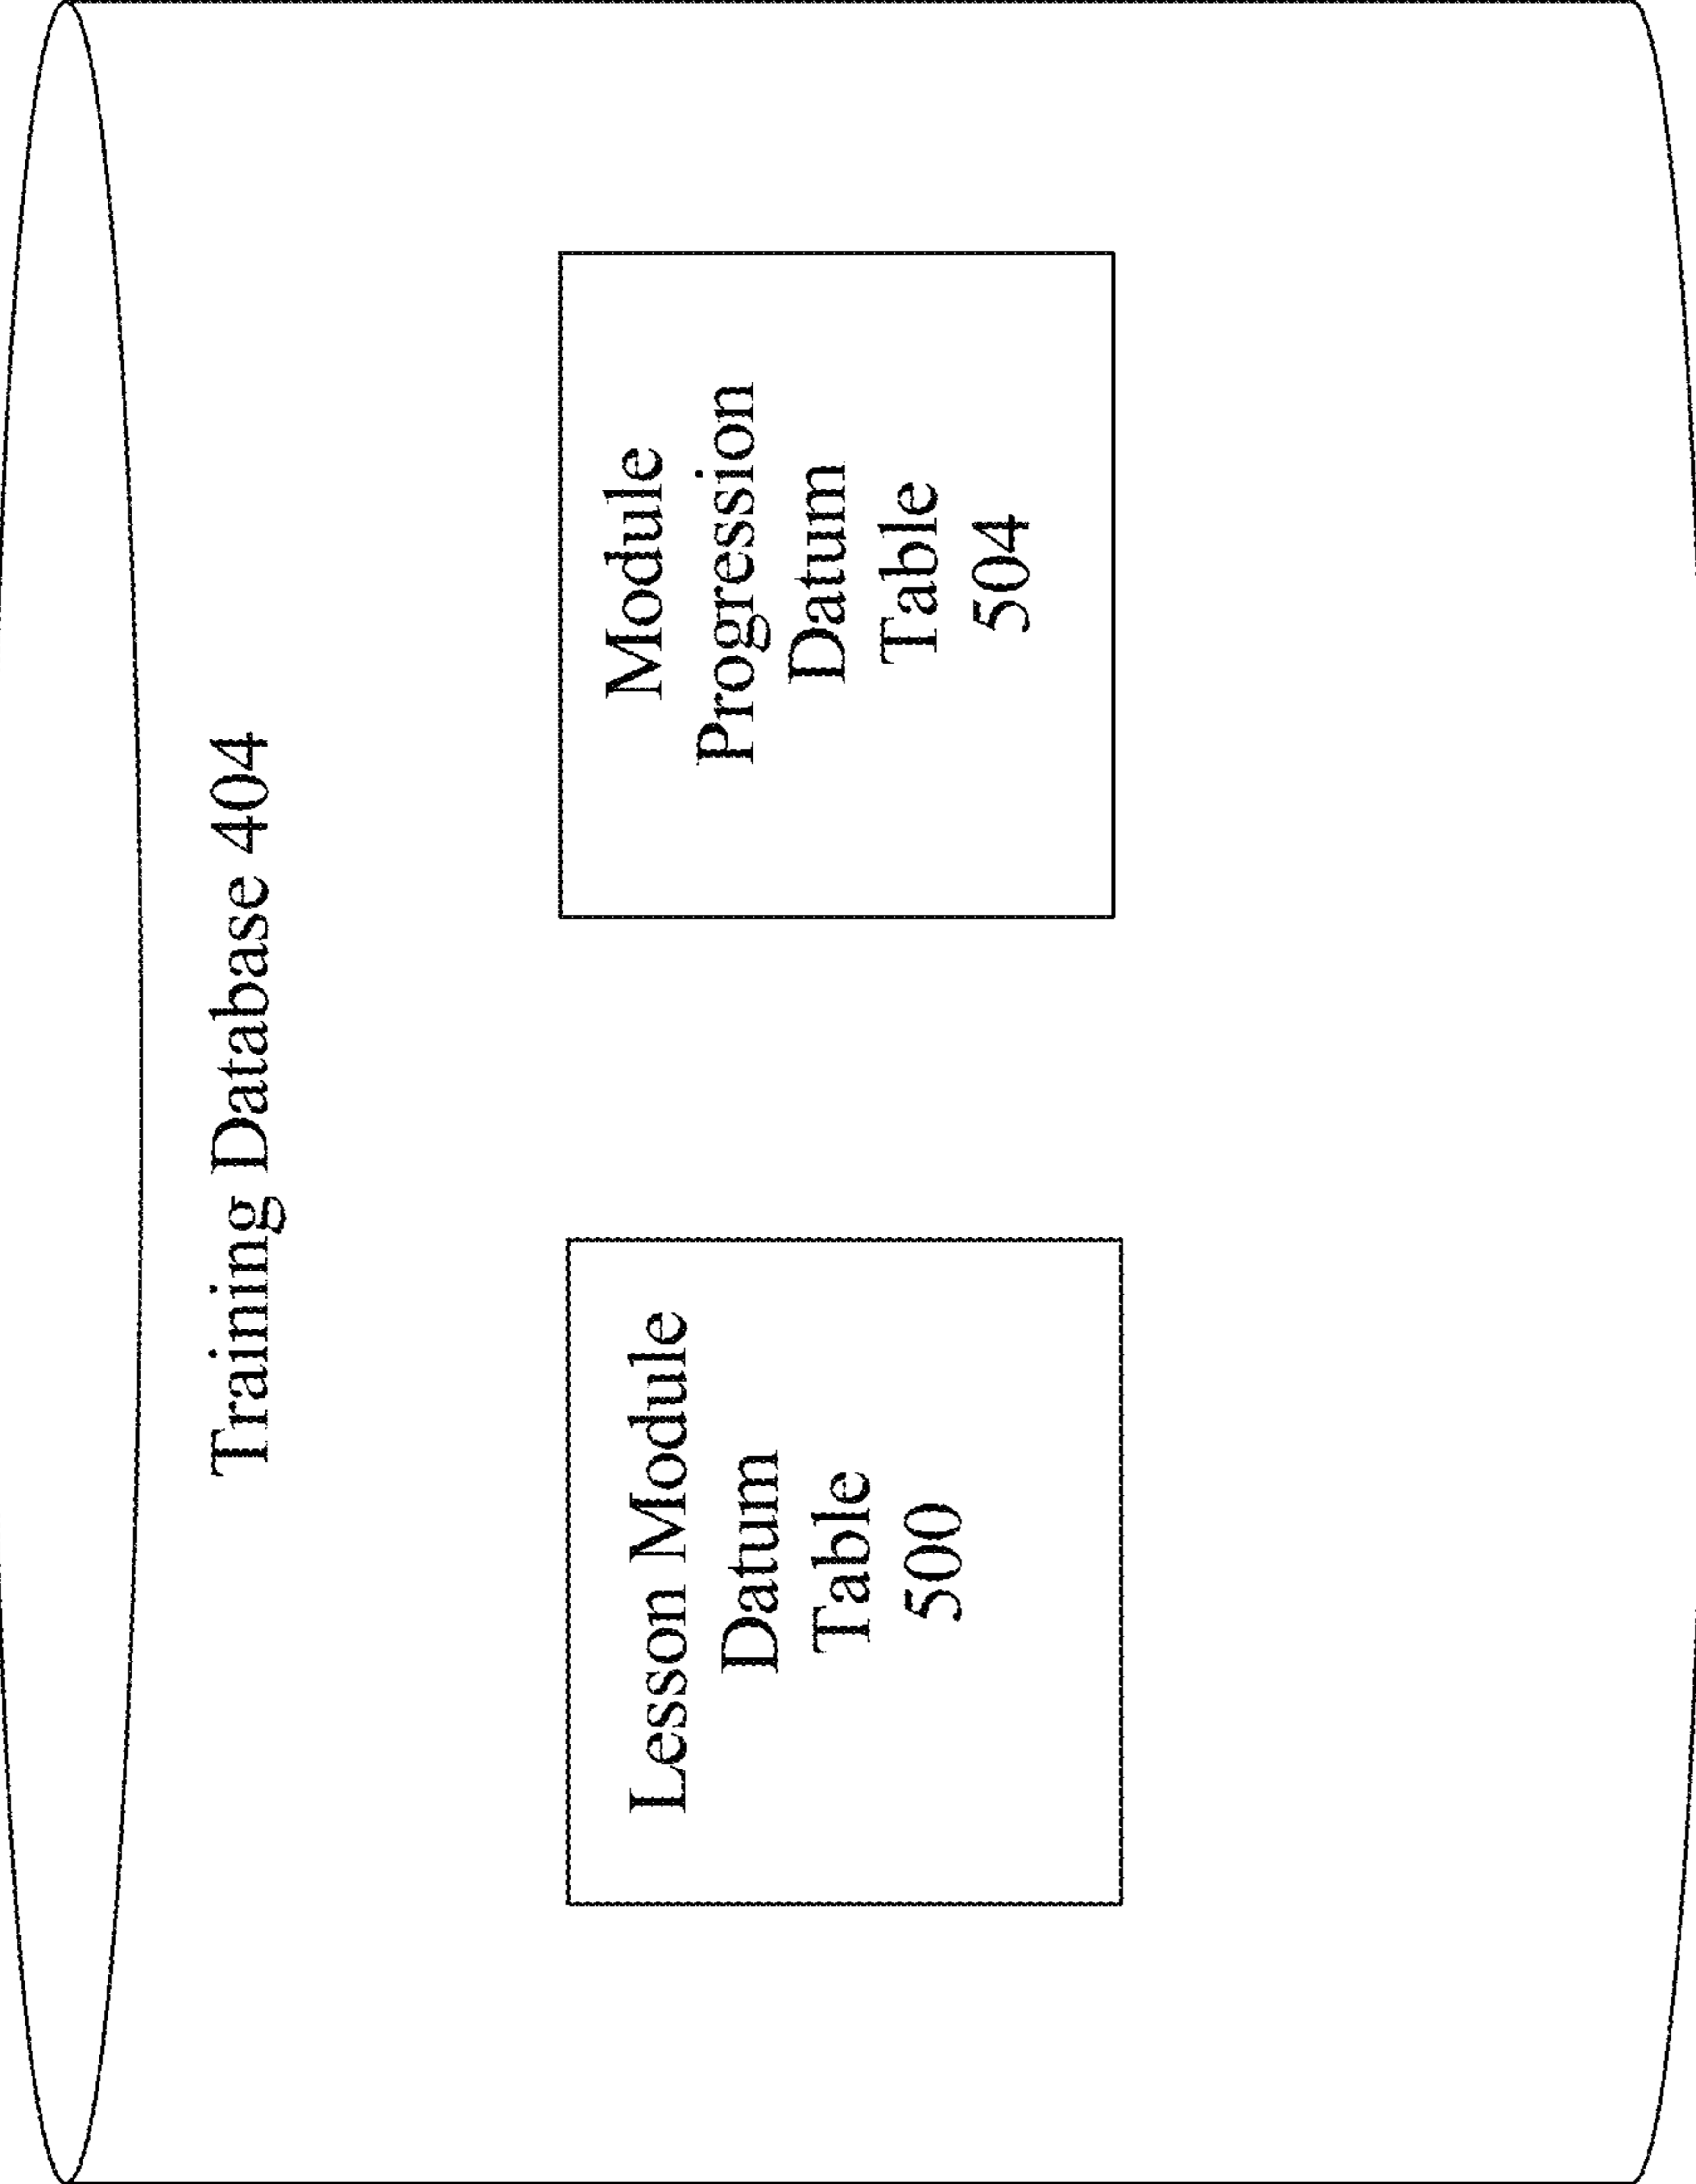 Training Database 404
Lesson Module
Datum
Table
500
Module
Progression
Datum
Table
504